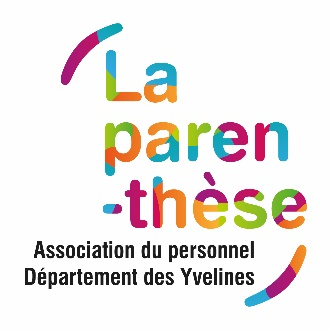 La
paren
-thèse
Association du personnel
Département des Yvelines